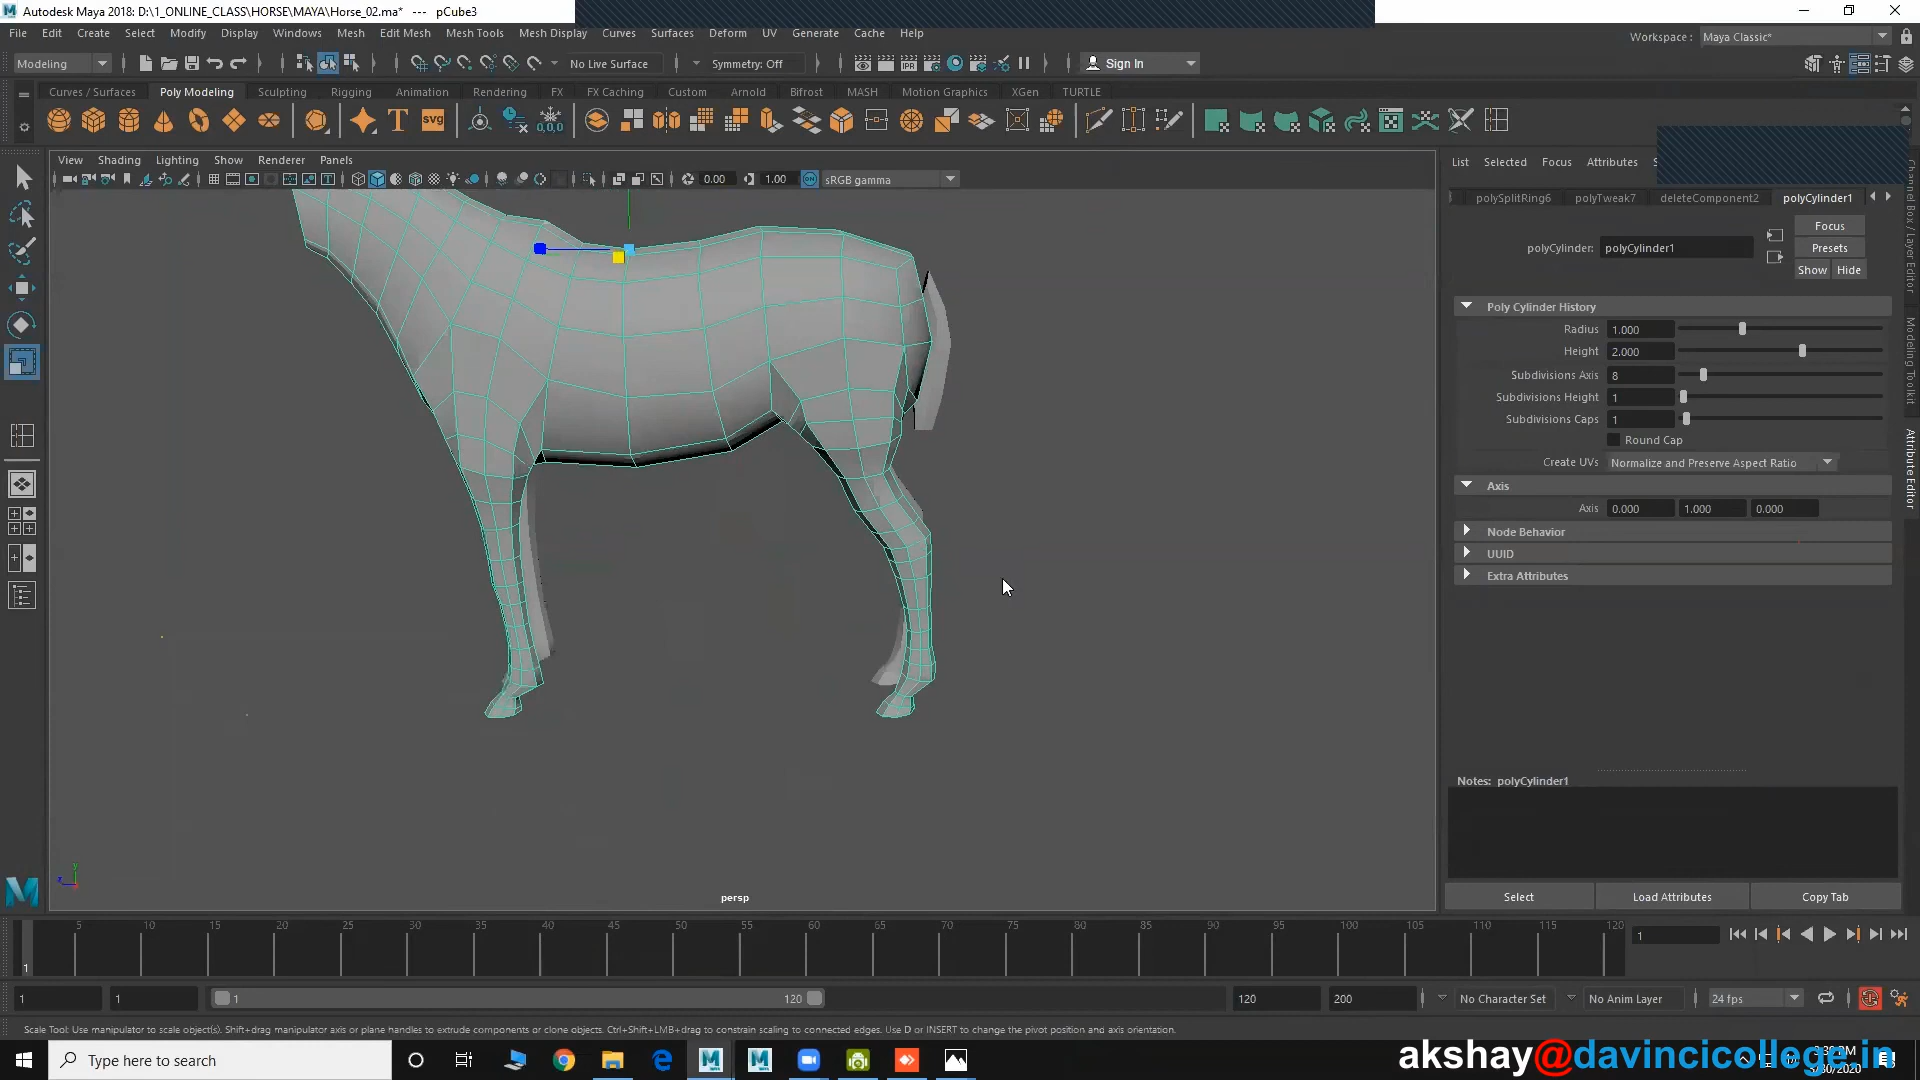 Autodesk Maya 2018: D:\1_ONLINE_CLASS\HORSE\MAYA\Horse_02.ma* --- pCube3
File Edit Create Select Modify Display Windows Mesh Edit Mesh Mesh Tools Mesh Display Curves Surfaces Deform UV Generate Cache Help
Workspace : Maya Classic*
Modeling No Live Surface Symmetry: Off Sign In
Curves / Surfaces Poly Modeling Sculpting Rigging Animation Rendering FX FX Caching Custom Arnold Bifrost MASH Motion Graphics XGen TURTLE
View Shading Lighting Show Renderer Panels
0.00 1.00 ON sRGB gamma
List Selected Focus Attributes S
polySplitRing6 polyTweak7 deleteComponent2 polyCylinder1
polyCylinder: polyCylinder1
Focus
Presets
Show Hide
Poly Cylinder History
Radius 1.000
Height 2.000
Subdivisions Axis 8
Subdivisions Height 1
Subdivisions Caps 1
Round Cap
Create UVs Normalize and Preserve Aspect Ratio
Axis
Axis 0.000 1.000 0.000
Node Behavior
UUID
Extra Attributes
Notes: polyCylinder1
Select Load Attributes Copy Tab
Channel Box / Layer Editor
Modeling Toolkit
Attribute Editor
persp
5 10 15 20 25 30 35 40 45 50 55 60 65 70 75 80 85 90 95 100 105 110 115 120
1 1
1 1 1 120 120 200 No Character Set No Anim Layer 24 fps
Scale Tool: Use manipulator to scale object(s). Shift+drag manipulator axis or plane handles to extrude components or clone objects. Ctrl+Shift+LMB+drag to constrain scaling to connected edges. Use D or INSERT to change the pivot position and axis orientation.
Type here to search
akshay@davincicollege.in